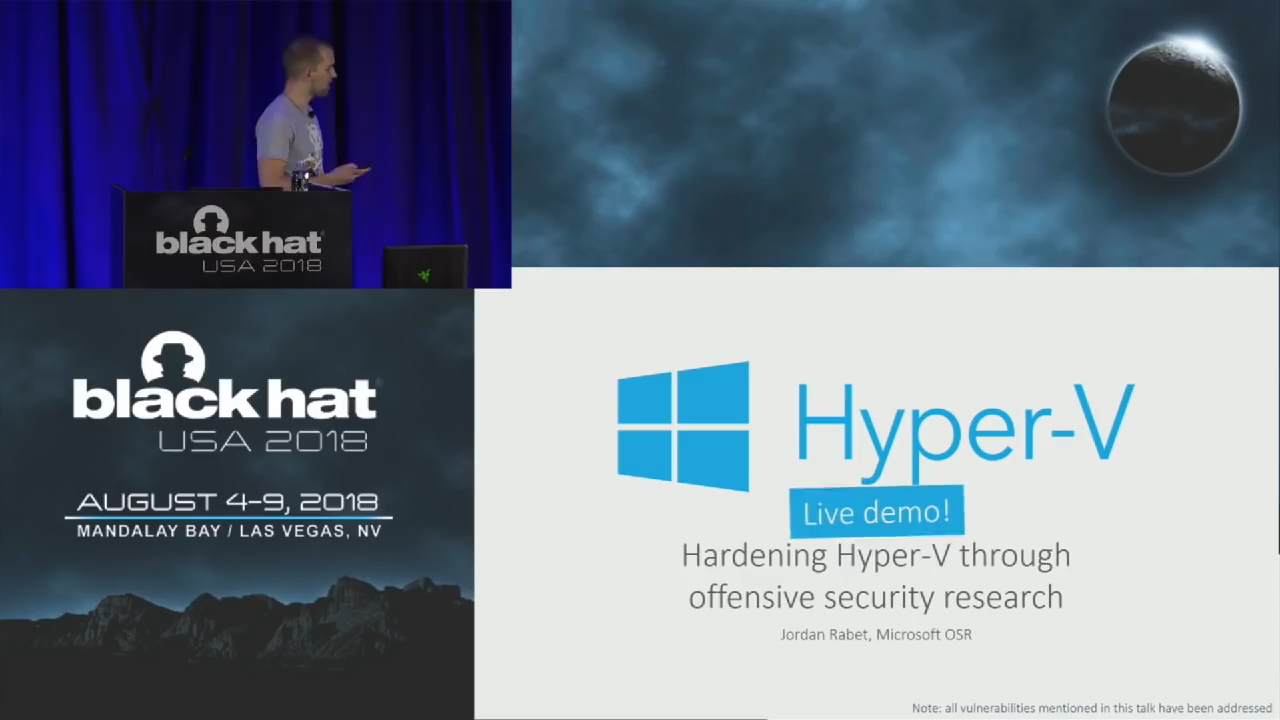 black hat
USA 2018
black hat
USA 2018
AUGUST 4-9, 2018
MANDALAY BAY / LAS VEGAS, NV
Hyper-V
Live demo!
Hardening Hyper-V through
offensive security research
Jordan Rabet, Microsoft OSR
Note: all vulnerabilities mentioned in this talk have been addressed